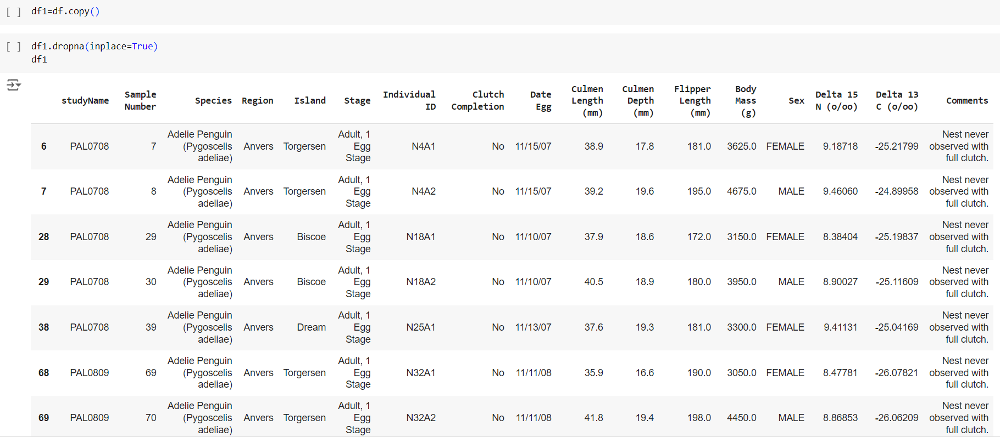 [ ] df1=df.copy()
[ ] df1.dropna(inplace=True)
df1
studyName Sample Number Species Region Island Stage Individual ID Clutch Completion Date Egg Culmen Length (mm) Culmen Depth (mm) Flipper Length (mm) Body Mass (g) Sex Delta 15 N (o/oo) Delta 13 C (o/oo) Comments
6 PAL0708 7 Adelie Penguin (Pygoscelis adeliae) Anvers Torgersen Adult, 1 Egg Stage N4A1 No 11/15/07 38.9 17.8 181.0 3625.0 FEMALE 9.18718 -25.21799 Nest never observed with full clutch.
7 PAL0708 8 Adelie Penguin (Pygoscelis adeliae) Anvers Torgersen Adult, 1 Egg Stage N4A2 No 11/15/07 39.2 19.6 195.0 4675.0 MALE 9.46060 -24.89958 Nest never observed with full clutch.
28 PAL0708 29 Adelie Penguin (Pygoscelis adeliae) Anvers Biscoe Adult, 1 Egg Stage N18A1 No 11/10/07 37.9 18.6 172.0 3150.0 FEMALE 8.38404 -25.19837 Nest never observed with full clutch.
29 PAL0708 30 Adelie Penguin (Pygoscelis adeliae) Anvers Biscoe Adult, 1 Egg Stage N18A2 No 11/10/07 40.5 18.9 180.0 3950.0 MALE 8.90027 -25.11609 Nest never observed with full clutch.
38 PAL0708 39 Adelie Penguin (Pygoscelis adeliae) Anvers Dream Adult, 1 Egg Stage N25A1 No 11/13/07 37.6 19.3 181.0 3300.0 FEMALE 9.41131 -25.04169 Nest never observed with full clutch.
68 PAL0809 69 Adelie Penguin (Pygoscelis adeliae) Anvers Torgersen Adult, 1 Egg Stage N32A1 No 11/11/08 35.9 16.6 190.0 3050.0 FEMALE 8.47781 -26.07821 Nest never observed with full clutch.
69 PAL0809 70 Adelie Penguin (Pygoscelis adeliae) Anvers Torgersen Adult, 1 Egg Stage N32A2 No 11/11/08 41.8 19.4 198.0 4450.0 MALE 8.86853 -26.06209 Nest never observed with full clutch.